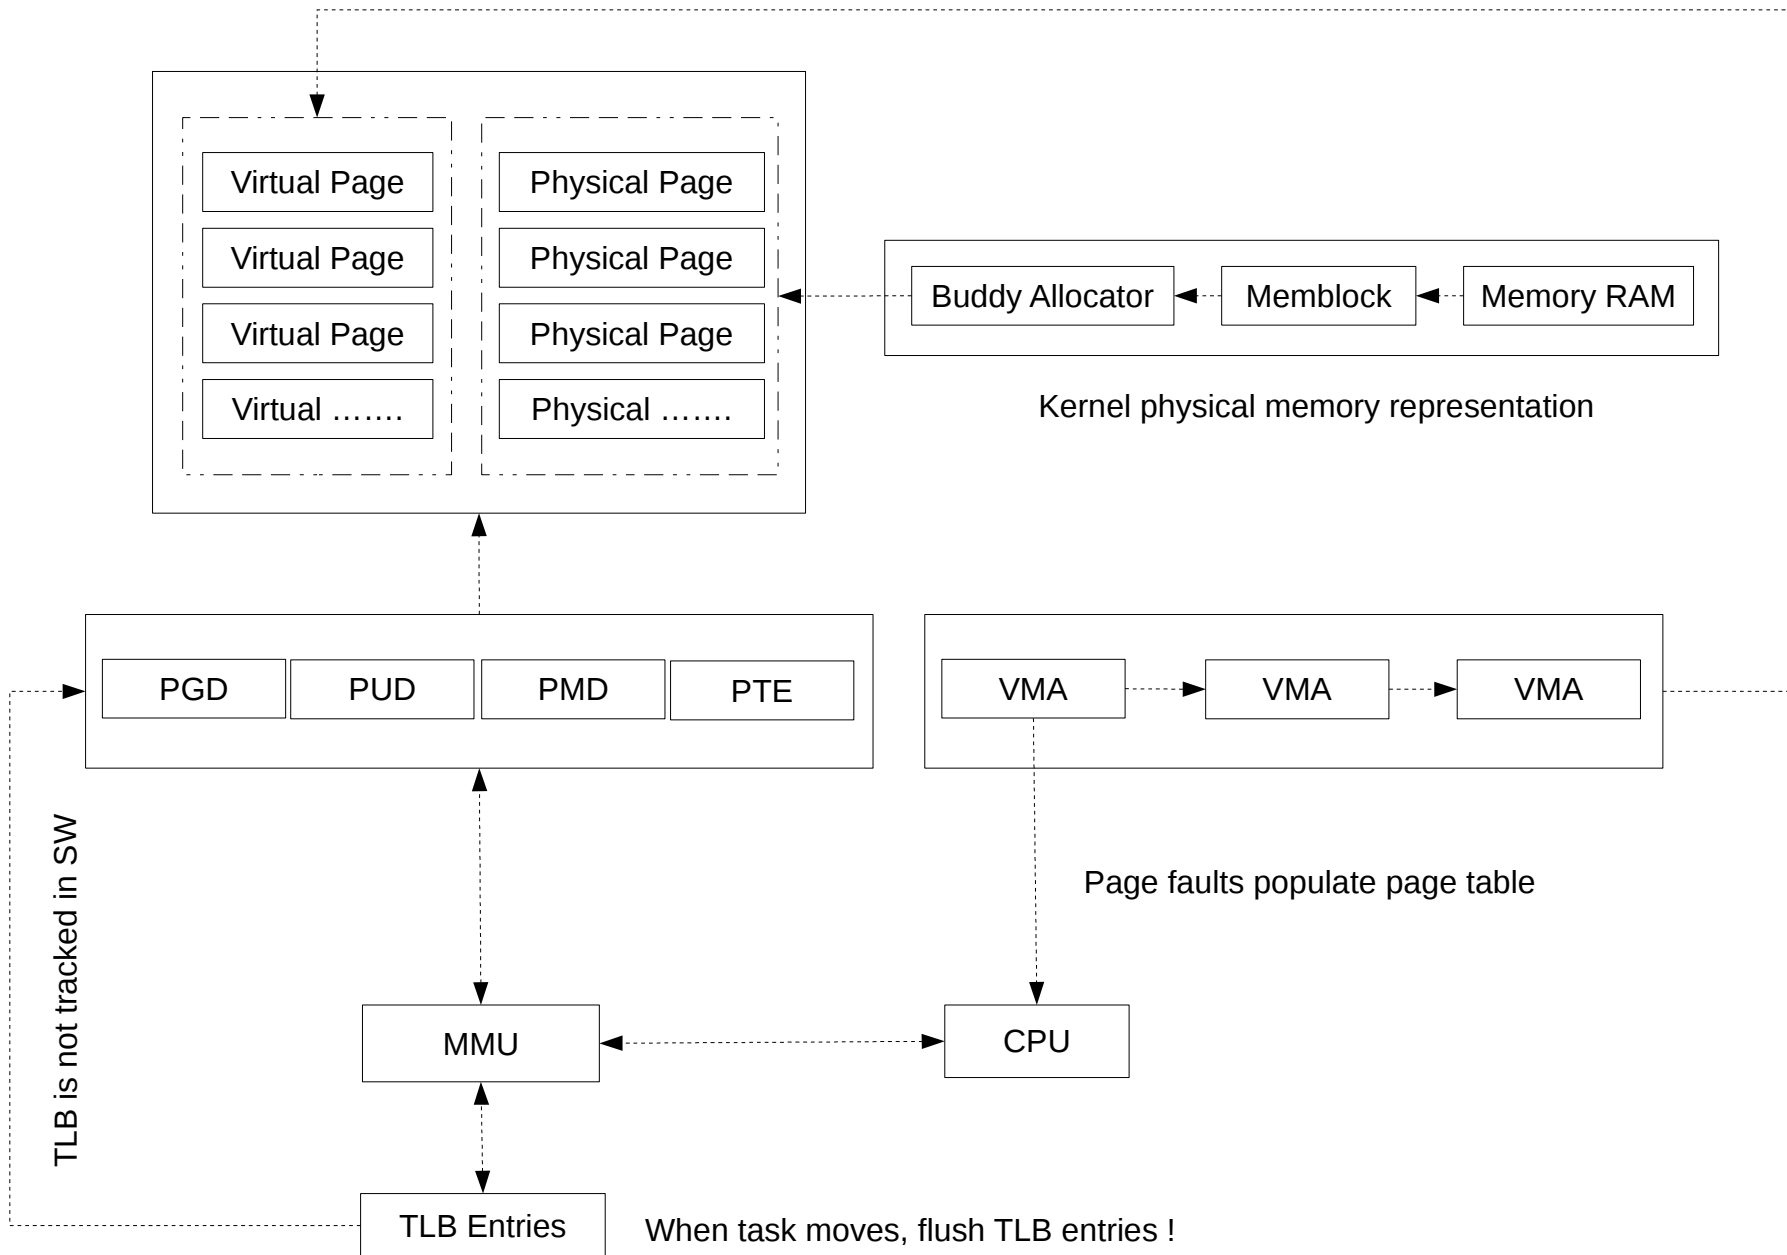 Virtual Page
Physical Page
Virtual Page
Physical Page
Virtual Page
Physical Page
Virtual …….
Physical …….
Buddy Allocator
Memblock
Memory RAM
Kernel physical memory representation
PGD
PUD
PMD
PTE
VMA
VMA
VMA
TLB is not tracked in SW
Page faults populate page table
MMU
CPU
TLB Entries
When task moves, flush TLB entries !